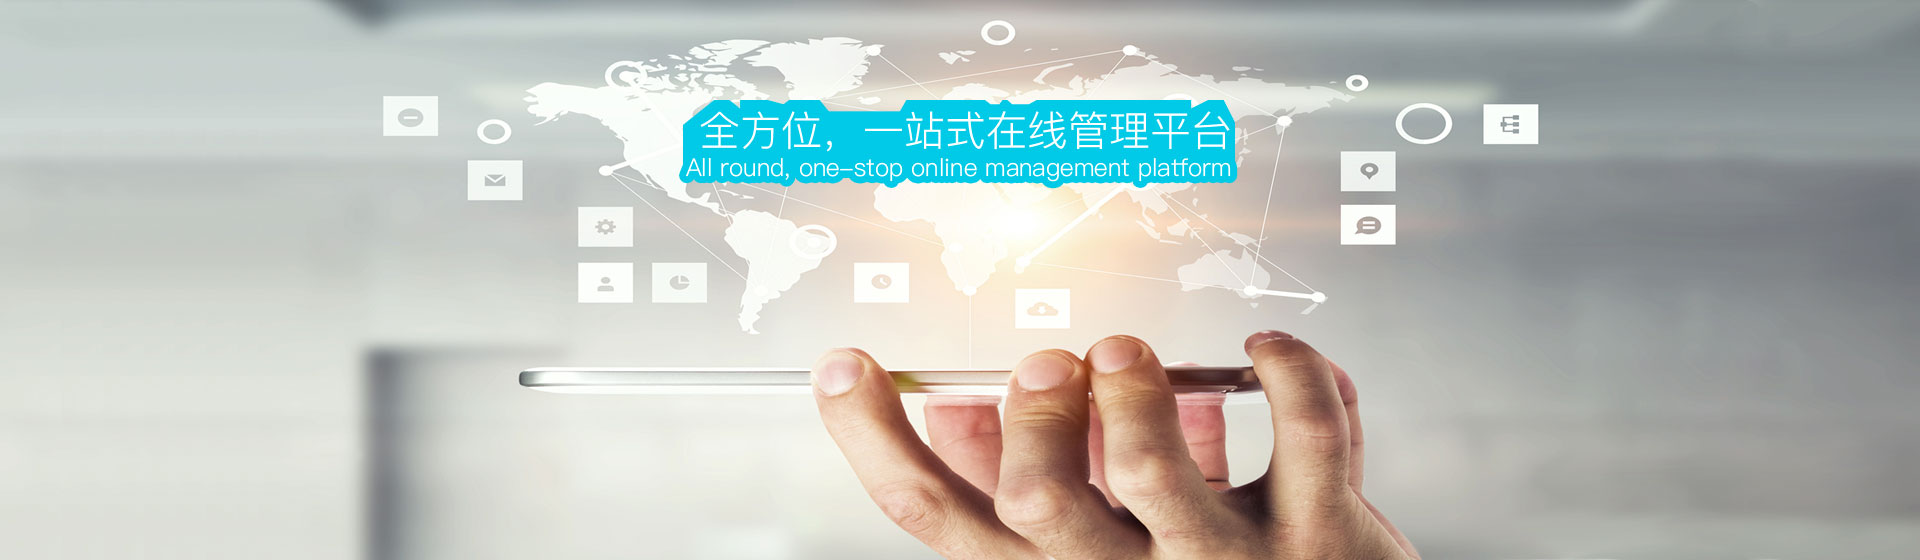 全方位，一站式在线管理平台
All round, one-stop online management platform